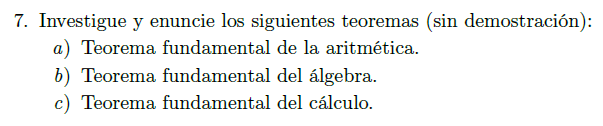 7. Investigue y enuncie los siguientes teoremas (sin demostración):
a) Teorema fundamental de la aritmética.
b) Teorema fundamental del álgebra.
c) Teorema fundamental del cálculo.